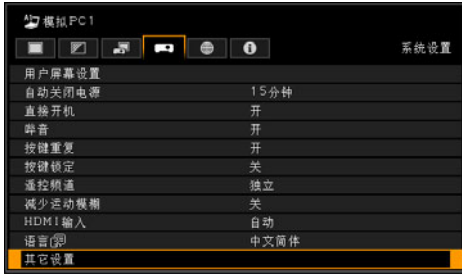 模拟PC1
系统设置
用户屏幕设置
自动关闭电源 15分钟
直接开机 开
哔音 开
按键重复 开
按键锁定 关
遥控频道 独立
减少运动模糊 关
HDMI输入 自动
语言 中文简体
其它设置